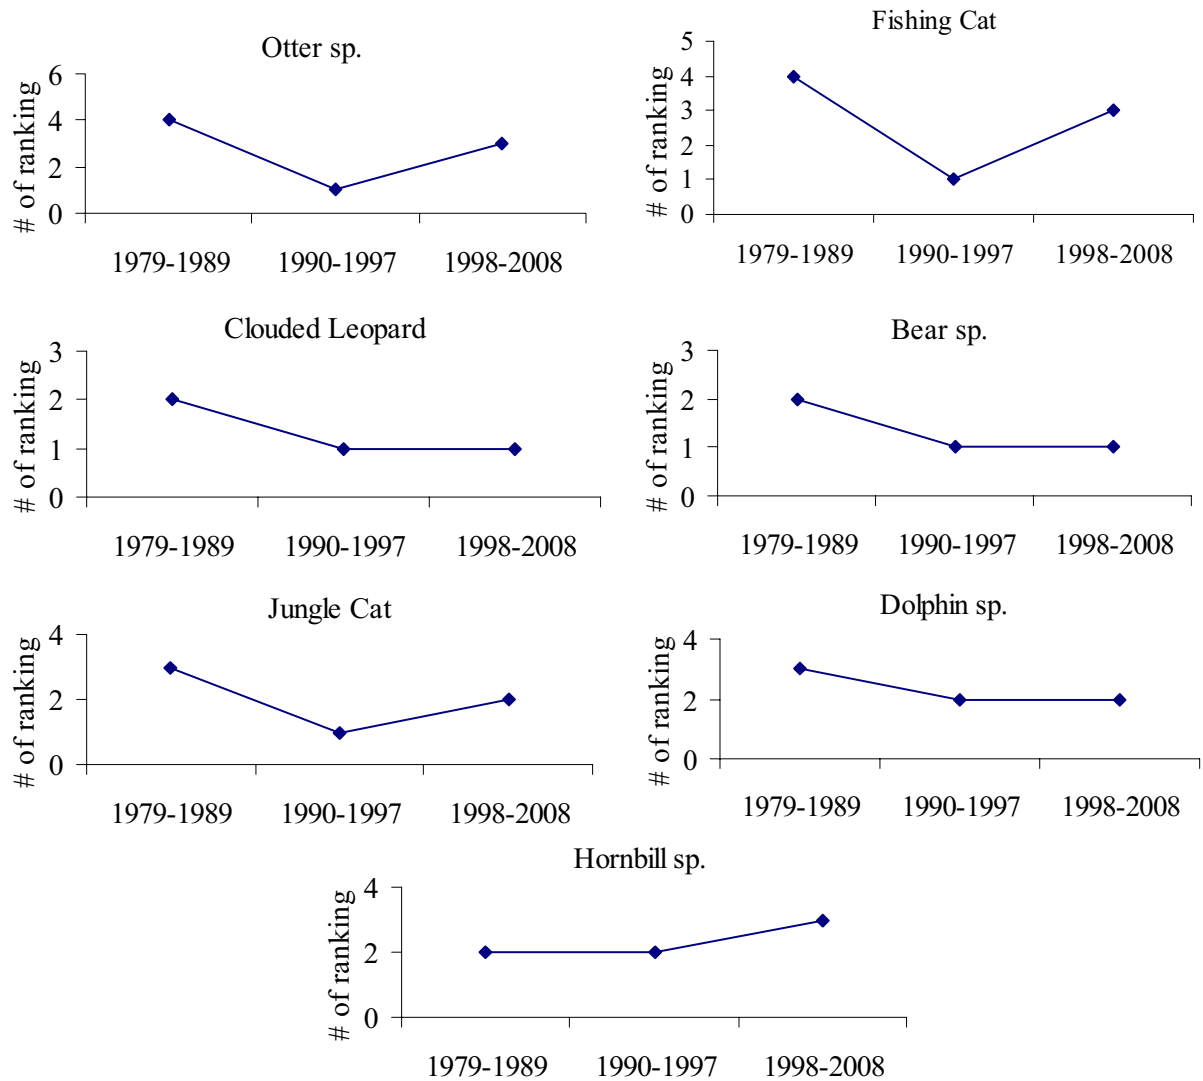 Otter sp.
# of ranking
6
4
2
0
1979-1989 1990-1997 1998-2008
Fishing Cat
# of ranking
5
4
3
2
1
0
1979-1989 1990-1997 1998-2008
Clouded Leopard
# of ranking
3
2
1
0
1979-1989 1990-1997 1998-2008
Bear sp.
# of ranking
3
2
1
0
1979-1989 1990-1997 1998-2008
Jungle Cat
# of ranking
4
2
0
1979-1989 1990-1997 1998-2008
Dolphin sp.
# of ranking
4
2
0
1979-1989 1990-1997 1998-2008
Hornbill sp.
# of ranking
4
2
0
1979-1989 1990-1997 1998-2008